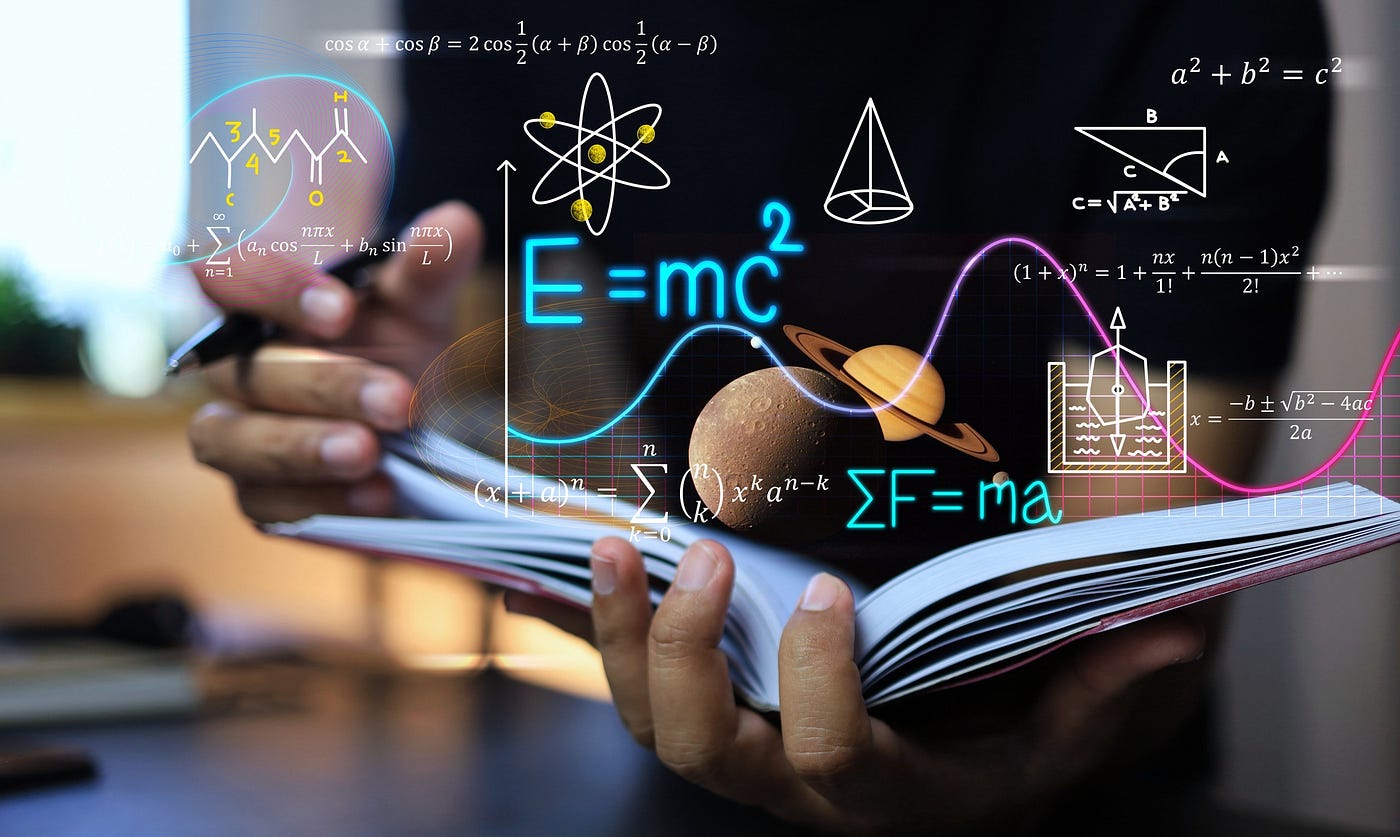 cos α + cos β = 2 cos 1/2 (α + β) cos 1/2 (α − β)
a² + b² = c²
H
3 5
4 2
C O
B
A
C
C=√A²+B²
₀ + ∞ ∑ n=1 (aₙ cos nπx/L + bₙ sin nπx/L)
E =mc²
(1 + x)ⁿ = 1 + nx/1! + n(n − 1)x²/2! + ⋯
x = −b ± √b² − 4ac / 2a
(x + a)ⁿ = n ∑ k=0 (n k) xᵏaⁿ⁻ᵏ
ΣF = ma